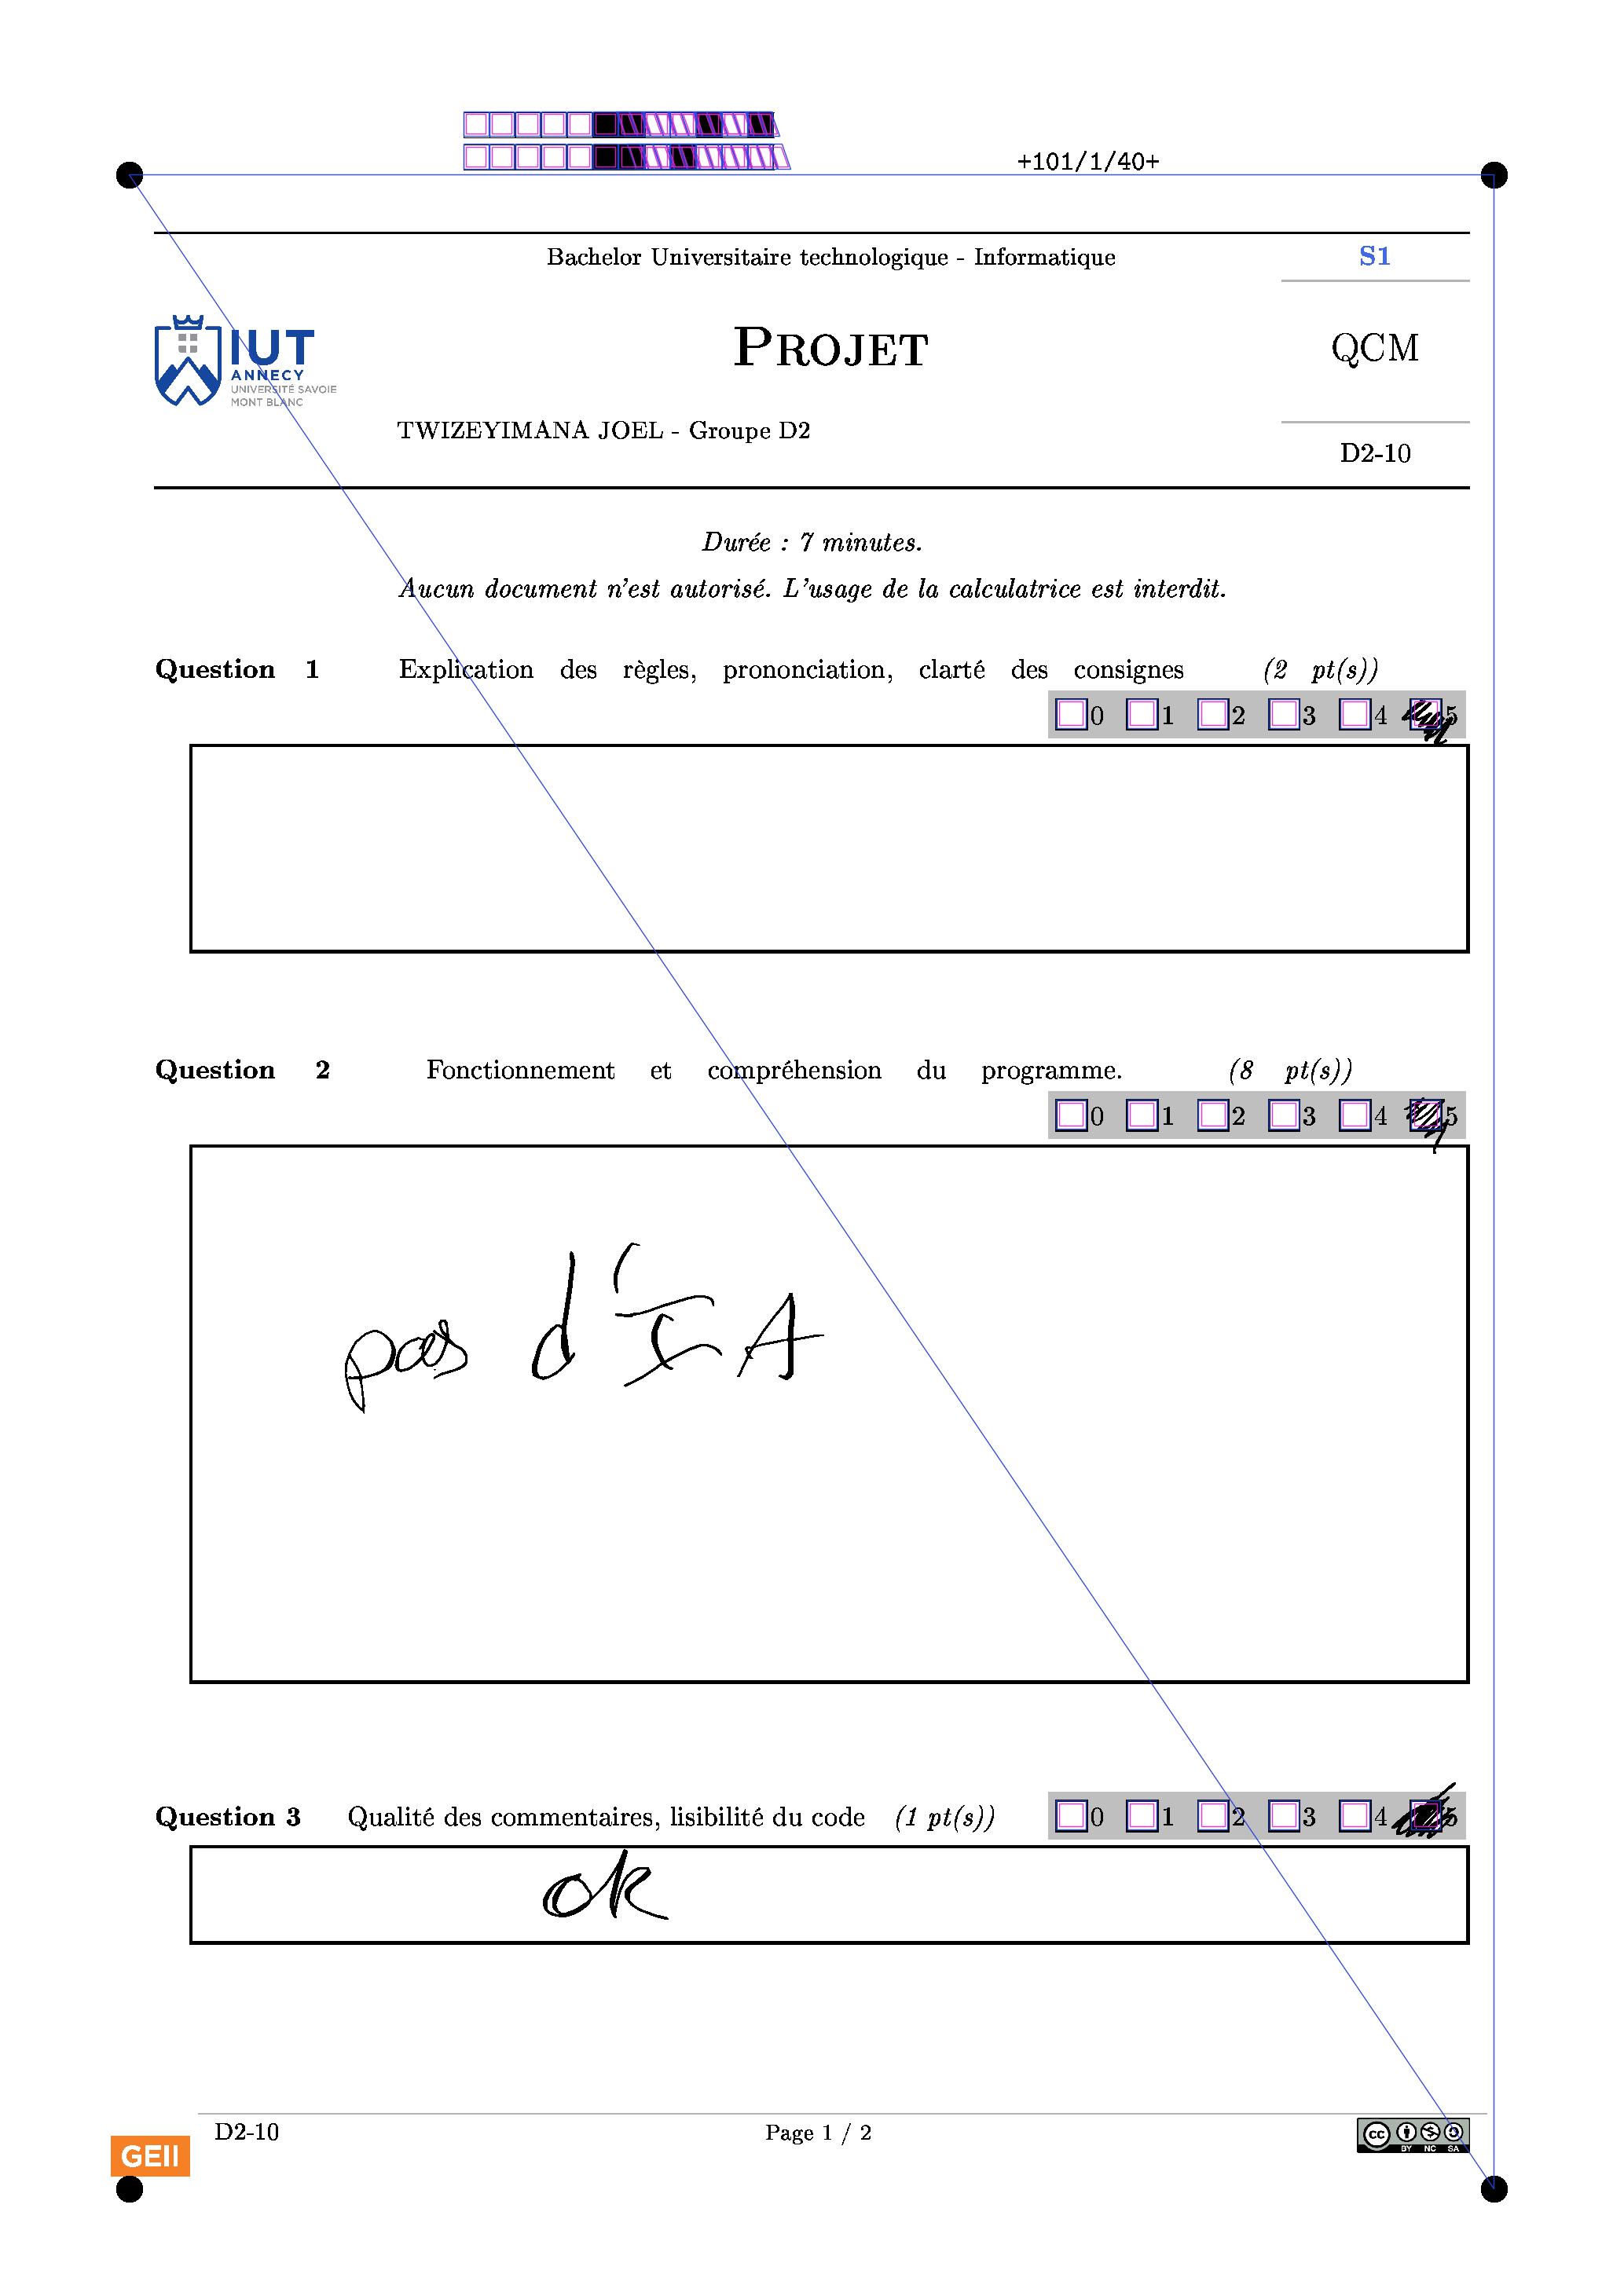 +101/1/40+
Bachelor Universitaire technologique - Informatique
S1
IUT
ANNECY
UNIVERSITÉ SAVOIE
MONT BLANC
PROJET
QCM
TWIZEYIMANA JOEL - Groupe D2
D2-10
Durée : 7 minutes.
Aucun document n'est autorisé. L'usage de la calculatrice est interdit.
Question 1 Explication des règles, prononciation, clarté des consignes (2 pt(s))
0 1 2 3 4 5
Question 2 Fonctionnement et compréhension du programme. (8 pt(s))
0 1 2 3 4 5
pas d'IA
Question 3 Qualité des commentaires, lisibilité du code (1 pt(s)) 0 1 2 3 4 5
ok
D2-10 Page 1 / 2
cc BY NC SA
GEII